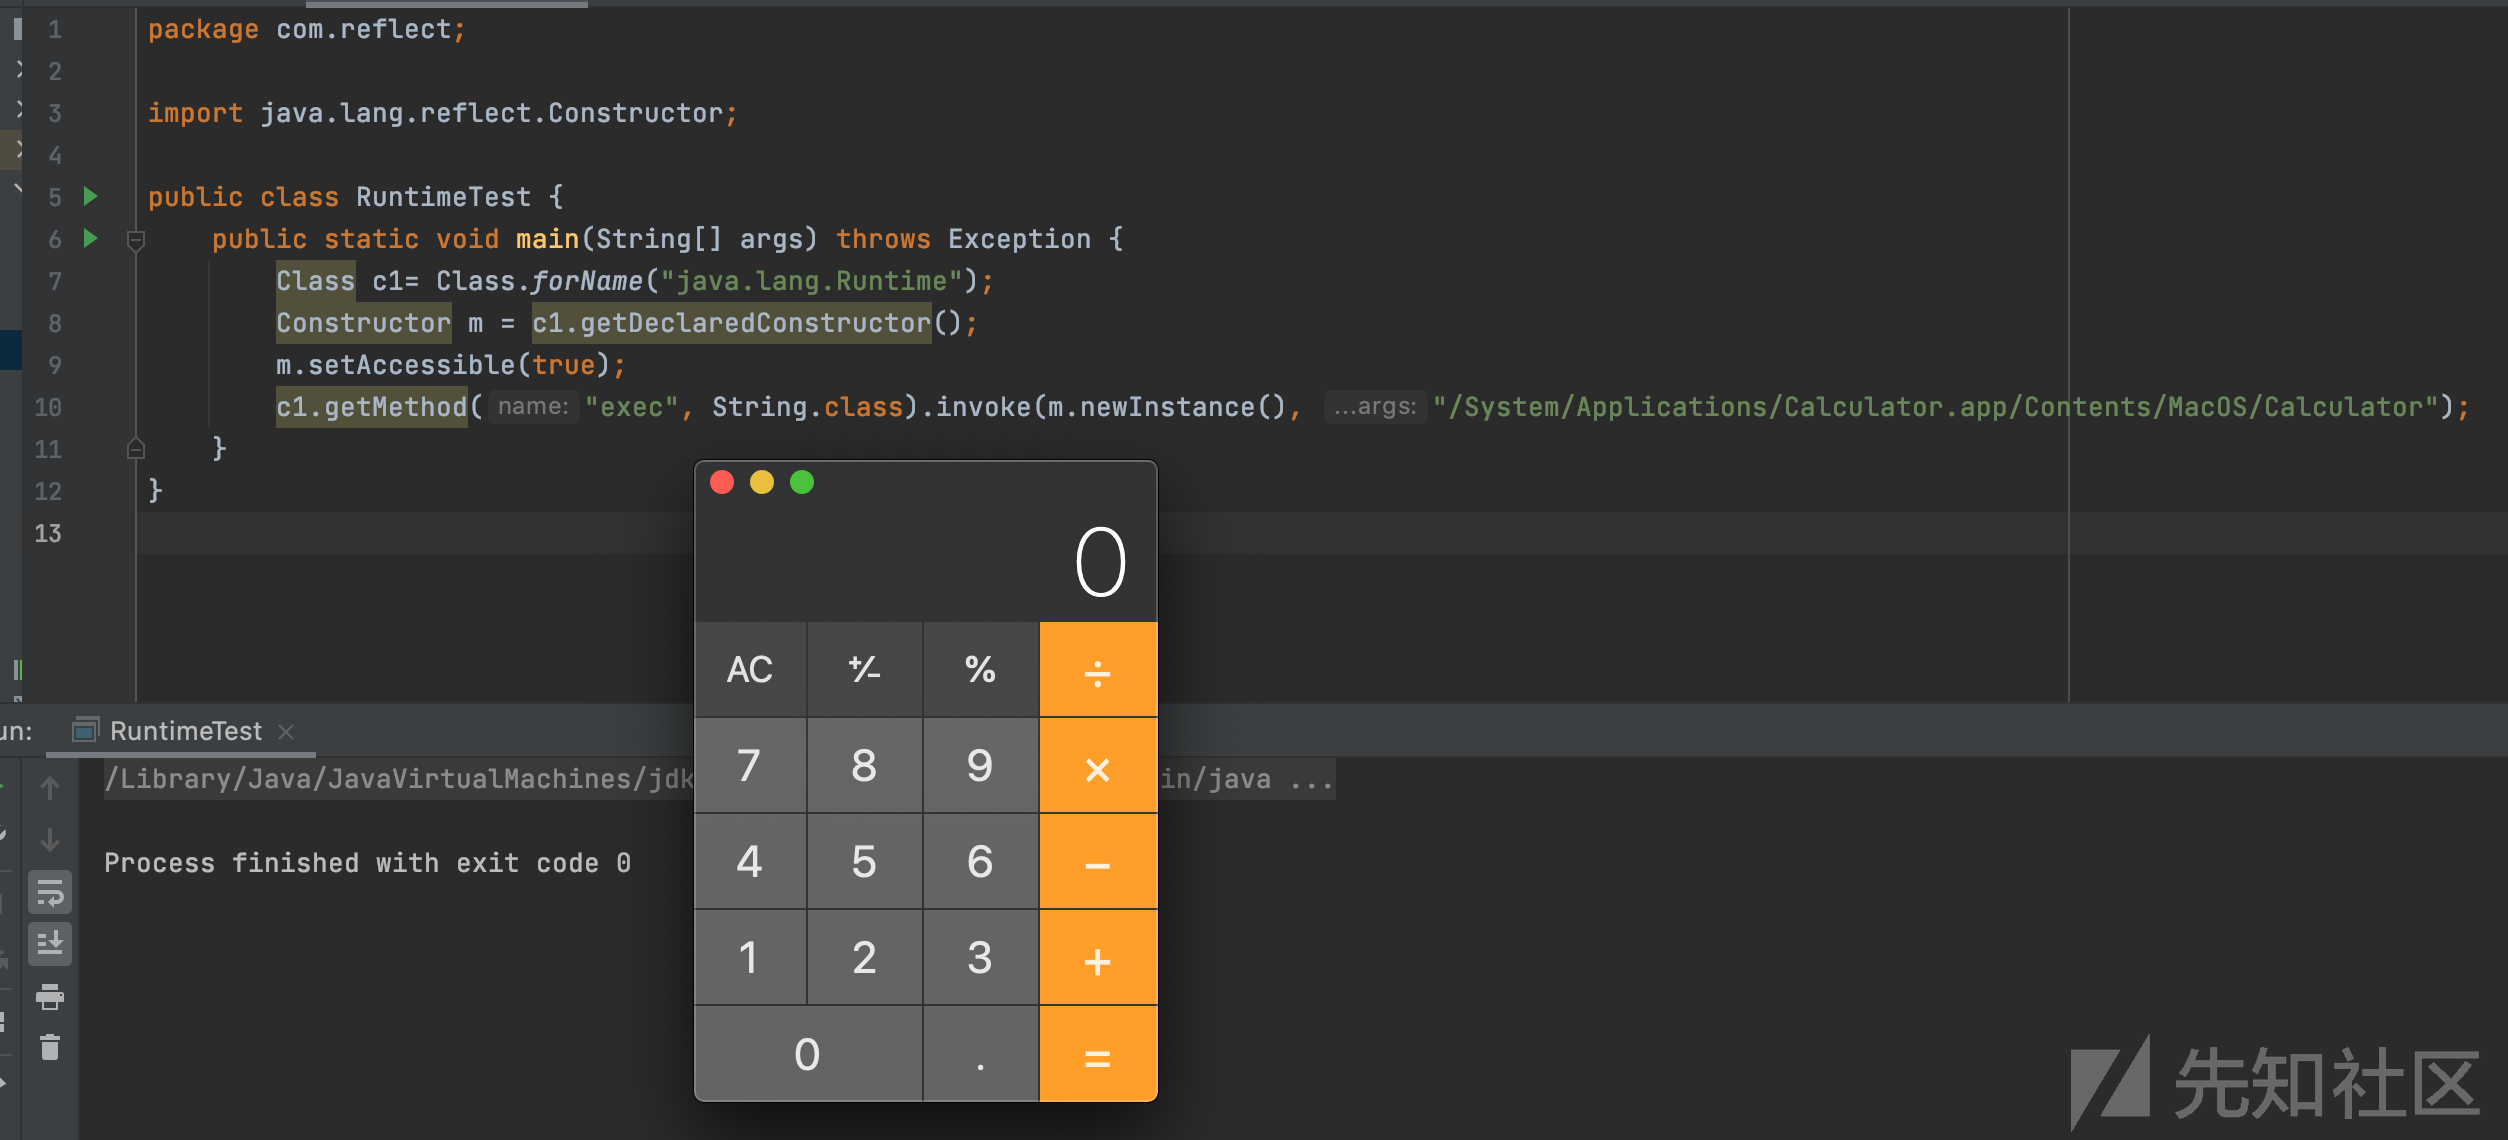 1 package com.reflect;
2
3 import java.lang.reflect.Constructor;
4
5 public class RuntimeTest {
6 public static void main(String[] args) throws Exception {
7 Class c1= Class.forName("java.lang.Runtime");
8 Constructor m = c1.getDeclaredConstructor();
9 m.setAccessible(true);
10 c1.getMethod( name: "exec", String.class).invoke(m.newInstance(), ...args: "/System/Applications/Calculator.app/Contents/MacOS/Calculator");
11 }
12 }
13
0
AC +/- % ÷
7 8 9 ×
4 5 6 −
1 2 3 +
0 . =
un: RuntimeTest ×
/Library/Java/JavaVirtualMachines/jdk in/java ...
Process finished with exit code 0
先知社区